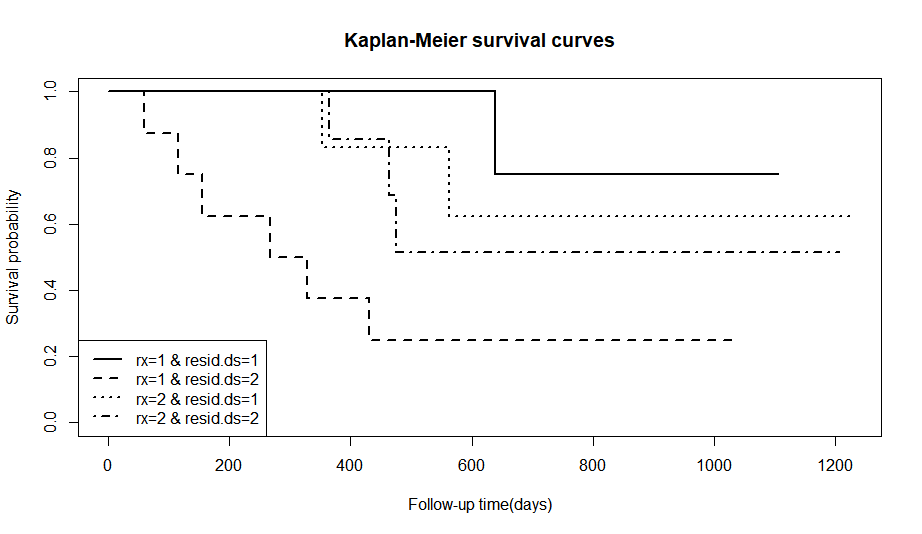 Kaplan-Meier survival curves
Survival probability
1.0
0.8
0.6
0.4
0.2
0.0
rx=1 & resid.ds=1
rx=1 & resid.ds=2
rx=2 & resid.ds=1
rx=2 & resid.ds=2
0 200 400 600 800 1000 1200
Follow-up time(days)